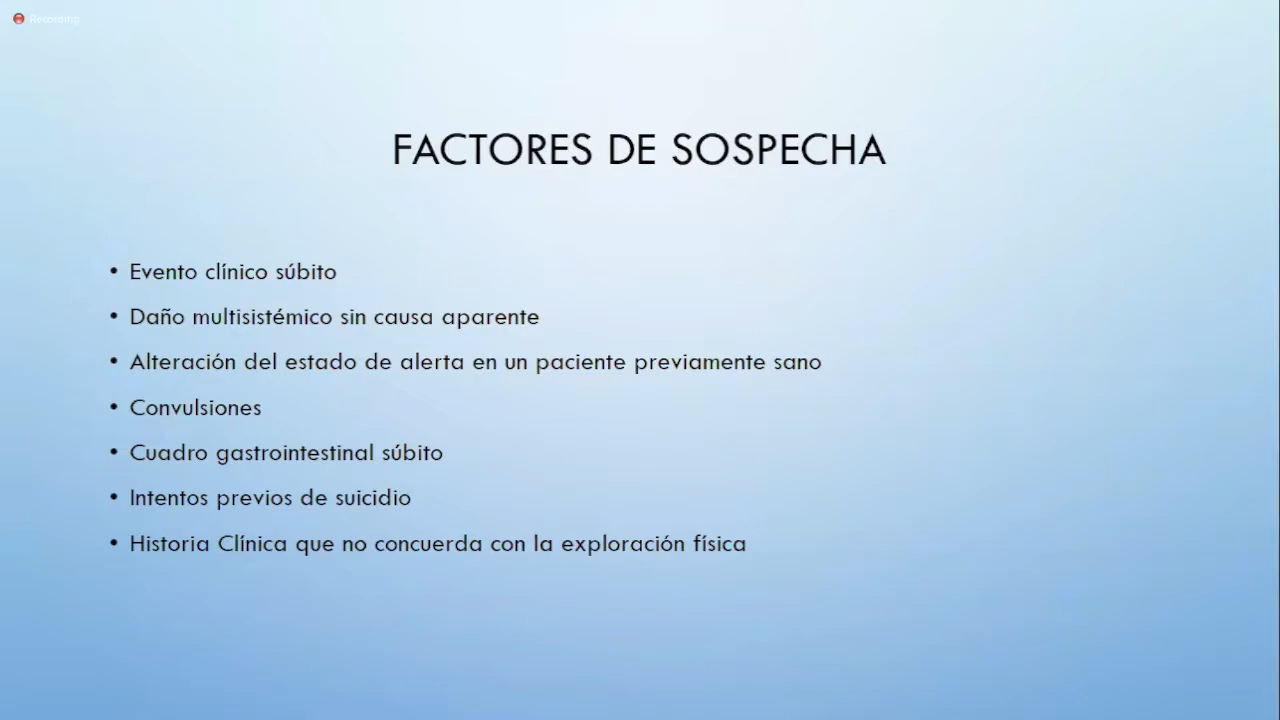 Recording
FACTORES DE SOSPECHA
• Evento clínico súbito
• Daño multisistémico sin causa aparente
• Alteración del estado de alerta en un paciente previamente sano
• Convulsiones
• Cuadro gastrointestinal súbito
• Intentos previos de suicidio
• Historia Clínica que no concuerda con la exploración física